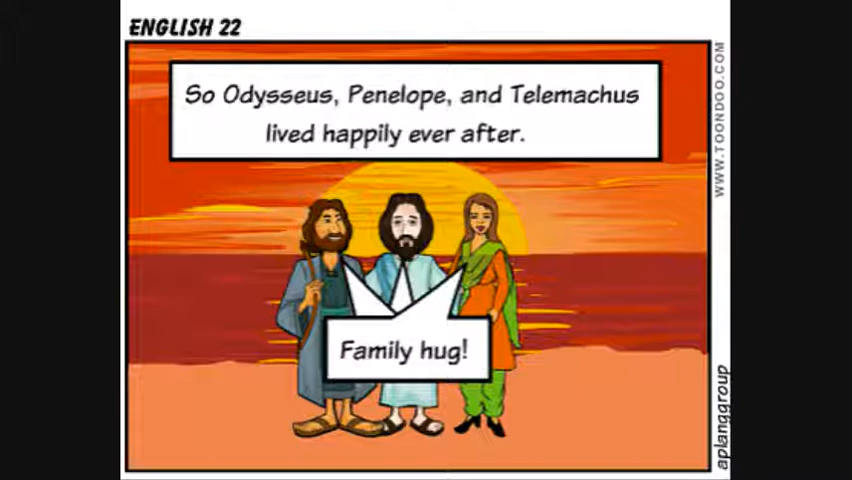 ENGLISH 22
So Odysseus, Penelope, and Telemachus
lived happily ever after.
Family hug!
WWW.TOONDOO.COM
aplanggroup